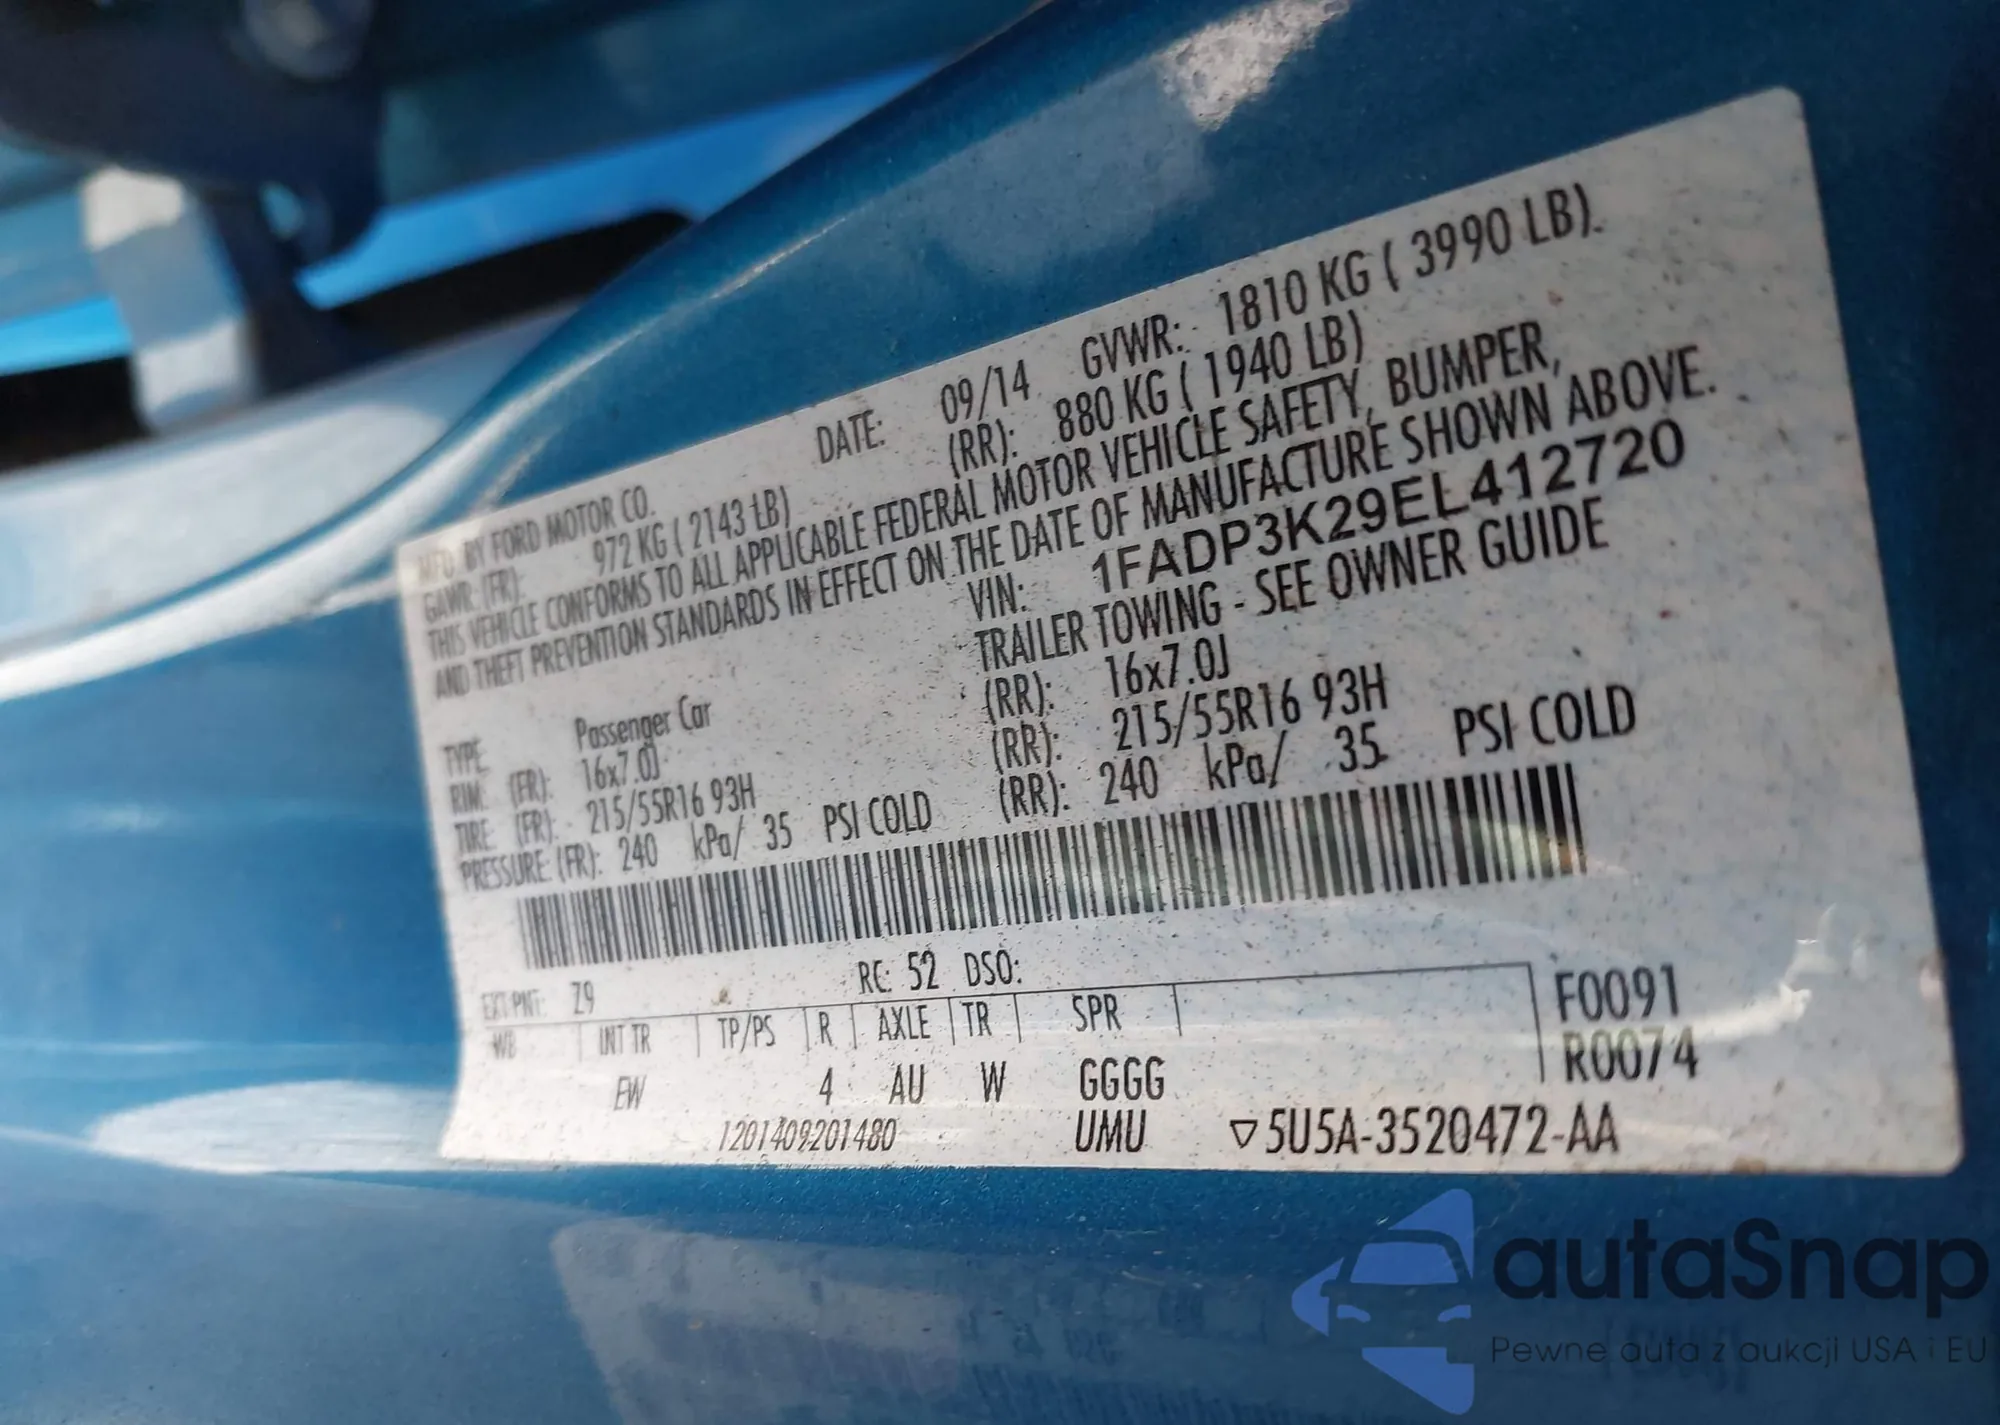 MFD. BY FORD MOTOR CO. DATE: 09/14 GVWR: 1810 KG ( 3990 LB)
GAWR: (FR): 972 KG ( 2143 LB) (RR): 880 KG ( 1940 LB)
THIS VEHICLE CONFORMS TO ALL APPLICABLE FEDERAL MOTOR VEHICLE SAFETY, BUMPER,
AND THEFT PREVENTION STANDARDS IN EFFECT ON THE DATE OF MANUFACTURE SHOWN ABOVE.
VIN: 1FADP3K29EL412720
TYPE: Passenger Car TRAILER TOWING - SEE OWNER GUIDE
RIM: (FR): 16x7.0J (RR): 16x7.0J
TIRE: (FR): 215/55R16 93H (RR): 215/55R16 93H
PRESSURE: (FR): 240 kPa/ 35 PSI COLD (RR): 240 kPa/ 35 PSI COLD
EXT PNT: Z9 RC: 52 DSO:
WB INT TR TP/PS R AXLE TR SPR F0091
EW 4 AU W GGGG R0074
1201409201480 UMU ▽5U5A-3520472-AA
autaSnap
Pewne auta z aukcji USA i EU